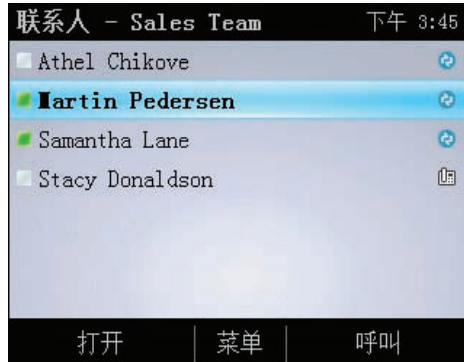 联系人 - Sales Team 下午 3:45
Athel Chikove
Martin Pedersen
Samantha Lane
Stacy Donaldson
打开 菜单 呼叫